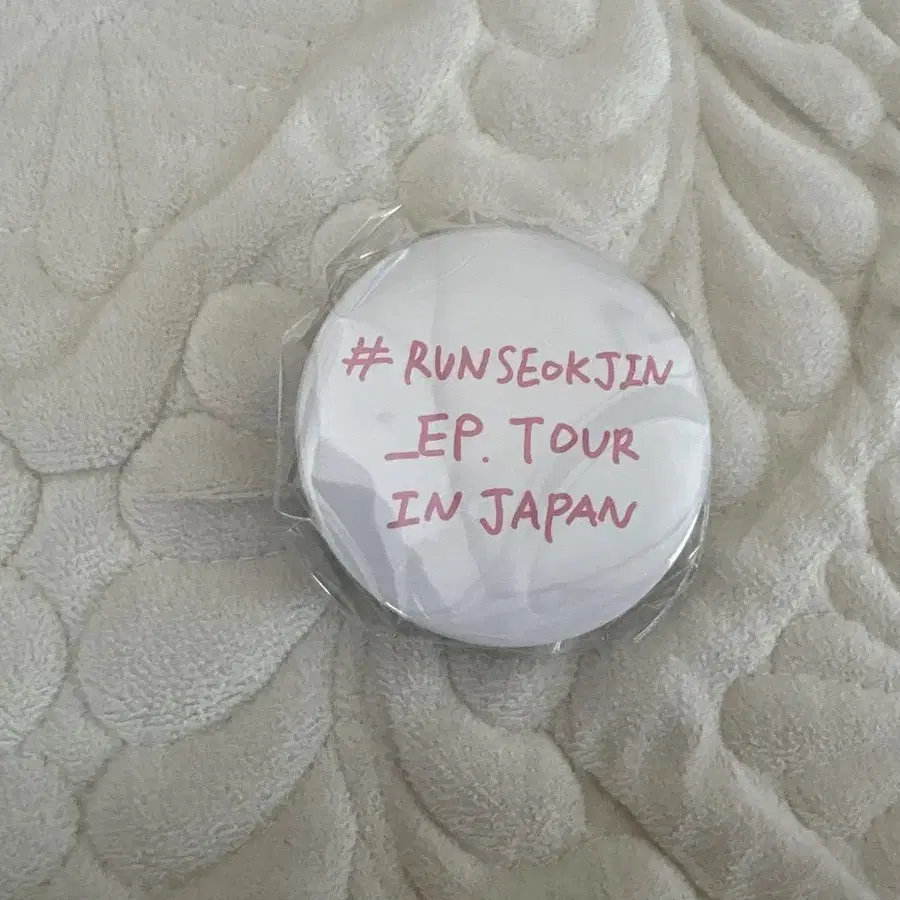 #RUNSEOKJIN
_EP. TOUR
IN JAPAN